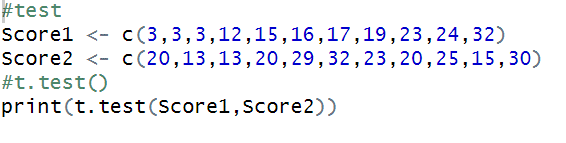 #test
Score1 <- c(3,3,3,12,15,16,17,19,23,24,32)
Score2 <- c(20,13,13,20,29,32,23,20,25,15,30)
#t.test()
print(t.test(Score1,Score2))